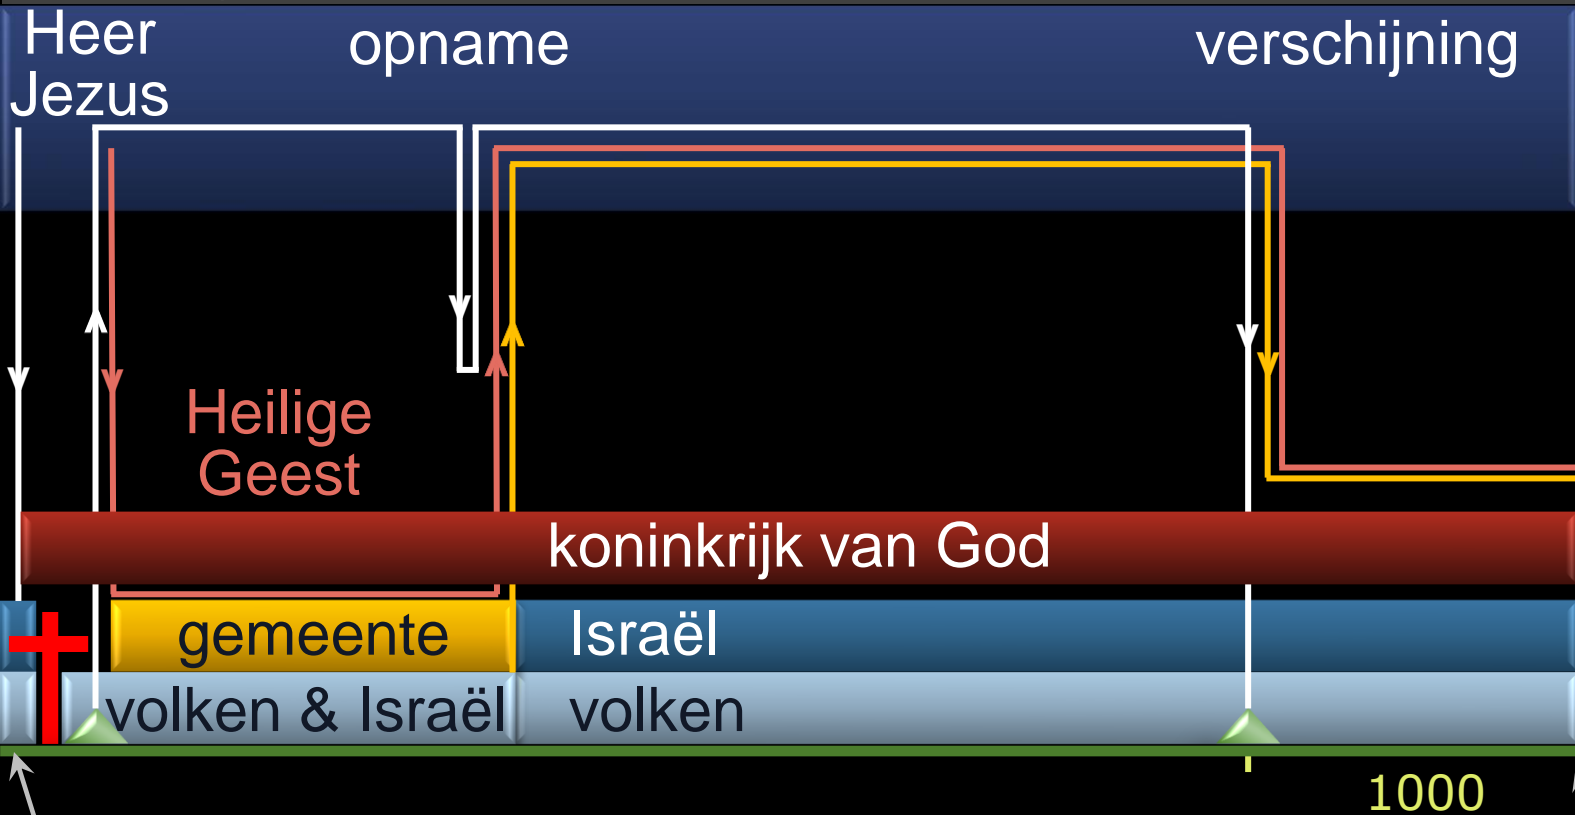 Heer
Jezus
opname
verschijning
Heilige
Geest
koninkrijk van God
gemeente
Israël
volken & Israël
volken
1000